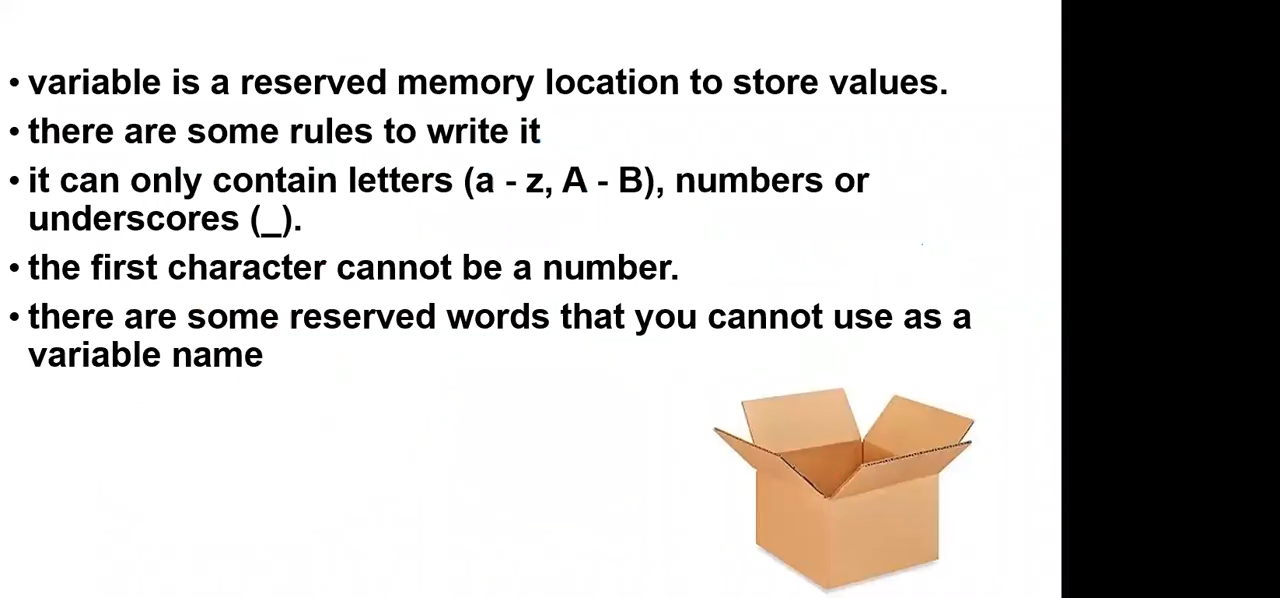 • variable is a reserved memory location to store values.
• there are some rules to write it
• it can only contain letters (a - z, A - B), numbers or
underscores (_).
• the first character cannot be a number.
• there are some reserved words that you cannot use as a
variable name